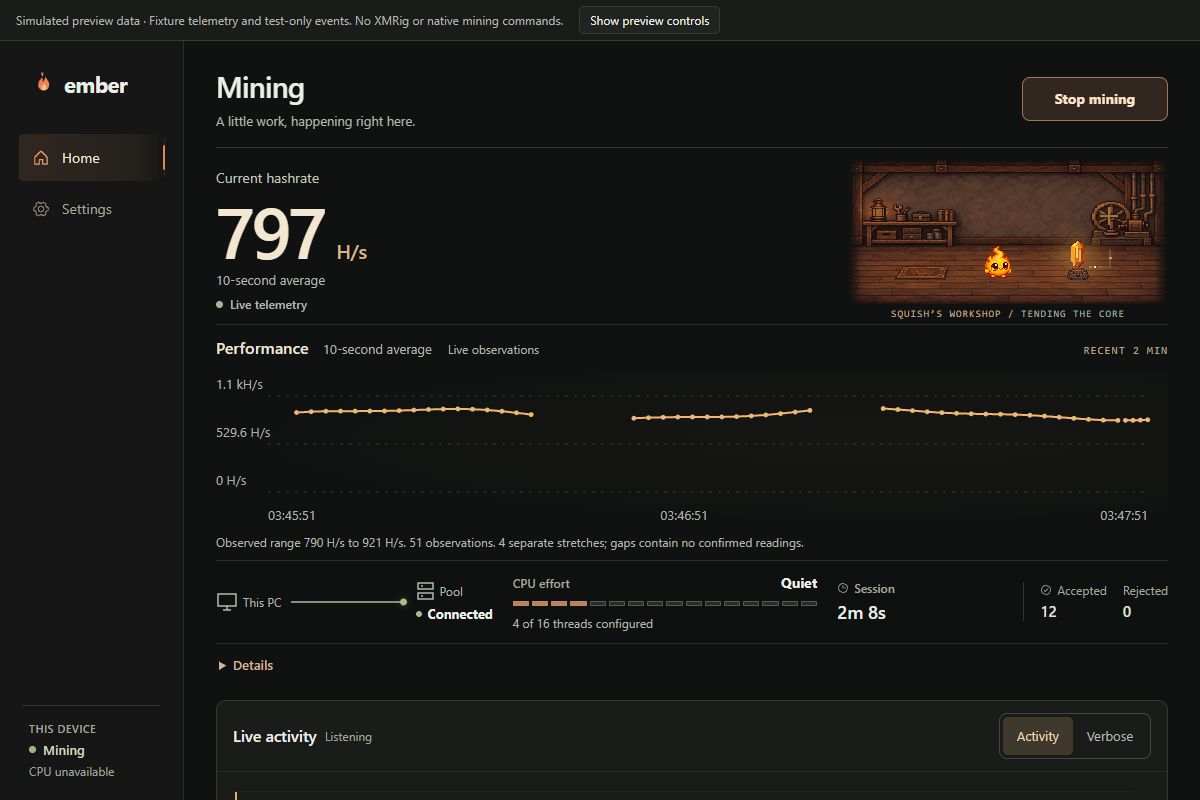 Simulated preview data · Fixture telemetry and test-only events. No XMRig or native mining commands.
Show preview controls
ember
Home
Settings
Mining
A little work, happening right here.
Stop mining
Current hashrate
797 H/s
10-second average
Live telemetry
SQUISH'S WORKSHOP / TENDING THE CORE
Performance 10-second average Live observations
RECENT 2 MIN
1.1 kH/s
529.6 H/s
0 H/s
03:45:51 03:46:51 03:47:51
Observed range 790 H/s to 921 H/s. 51 observations. 4 separate stretches; gaps contain no confirmed readings.
This PC
Pool
Connected
CPU effort Quiet
4 of 16 threads configured
Session
2m 8s
Accepted
12
Rejected
0
Details
Live activity Listening
Activity Verbose
THIS DEVICE
Mining
CPU unavailable